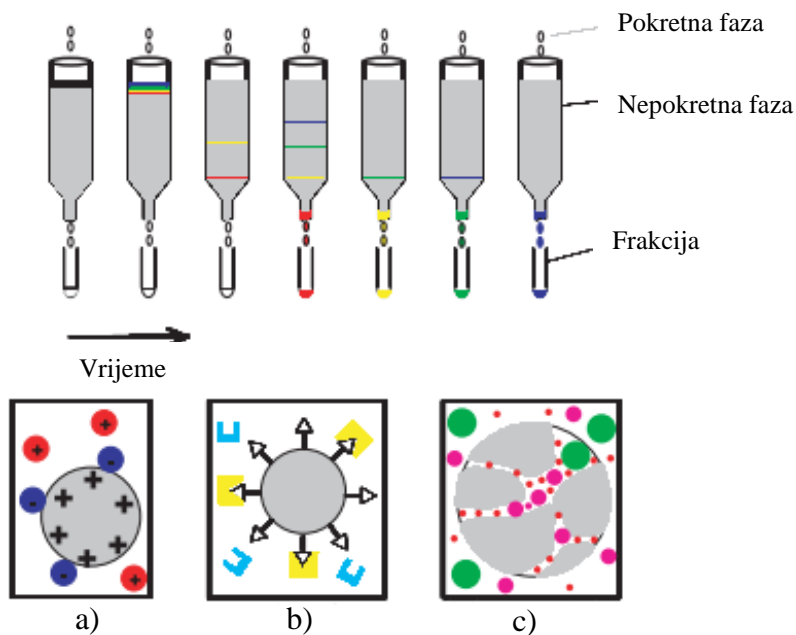 Pokretna faza
Nepokretna faza
Frakcija
Vrijeme
+ + - - + + + + + + - +
a) b) c)